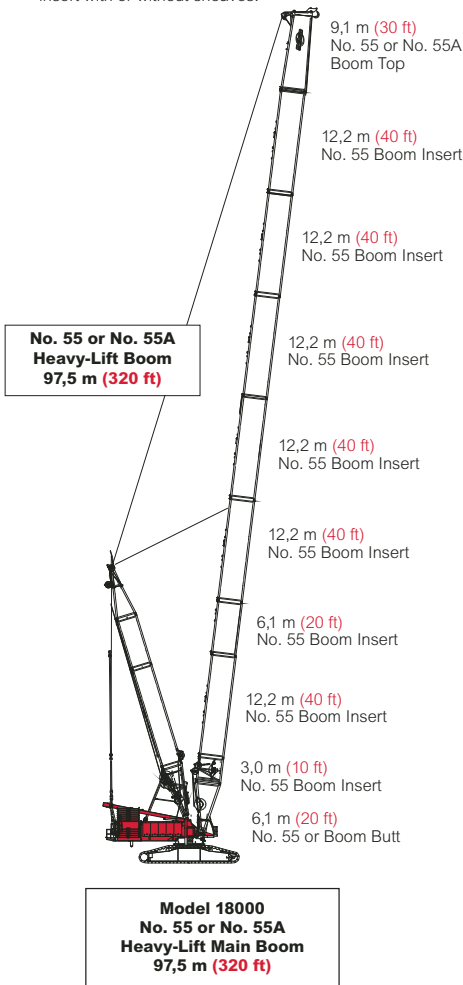 insert with or without sheaves.
9,1 m (30 ft)
No. 55 or No. 55A
Boom Top
12,2 m (40 ft)
No. 55 Boom Insert
12,2 m (40 ft)
No. 55 Boom Insert
12,2 m (40 ft)
No. 55 Boom Insert
No. 55 or No. 55A
Heavy-Lift Boom
97,5 m (320 ft)
12,2 m (40 ft)
No. 55 Boom Insert
12,2 m (40 ft)
No. 55 Boom Insert
6,1 m (20 ft)
No. 55 Boom Insert
12,2 m (40 ft)
No. 55 Boom Insert
3,0 m (10 ft)
No. 55 Boom Insert
6,1 m (20 ft)
No. 55 or Boom Butt
Model 18000
No. 55 or No. 55A
Heavy-Lift Main Boom
97,5 m (320 ft)